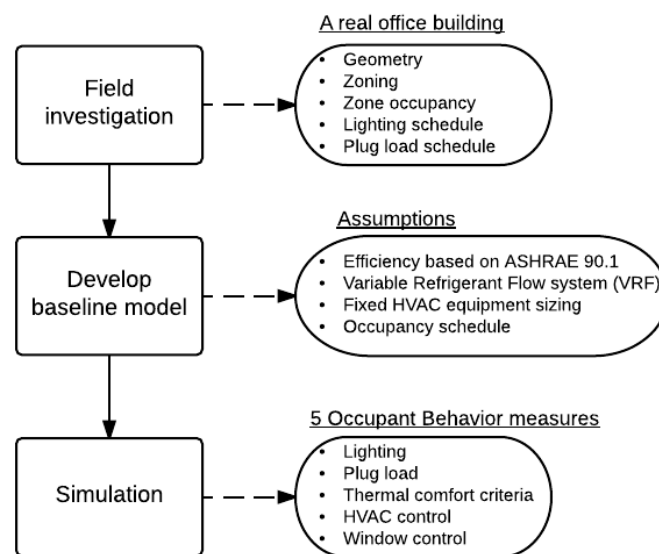 A real office building
Field
investigation
• Geometry
• Zoning
• Zone occupancy
• Lighting schedule
• Plug load schedule
Assumptions
Develop
baseline model
• Efficiency based on ASHRAE 90.1
• Variable Refrigerant Flow system (VRF)
• Fixed HVAC equipment sizing
• Occupancy schedule
5 Occupant Behavior measures
Simulation
• Lighting
• Plug load
• Thermal comfort criteria
• HVAC control
• Window control